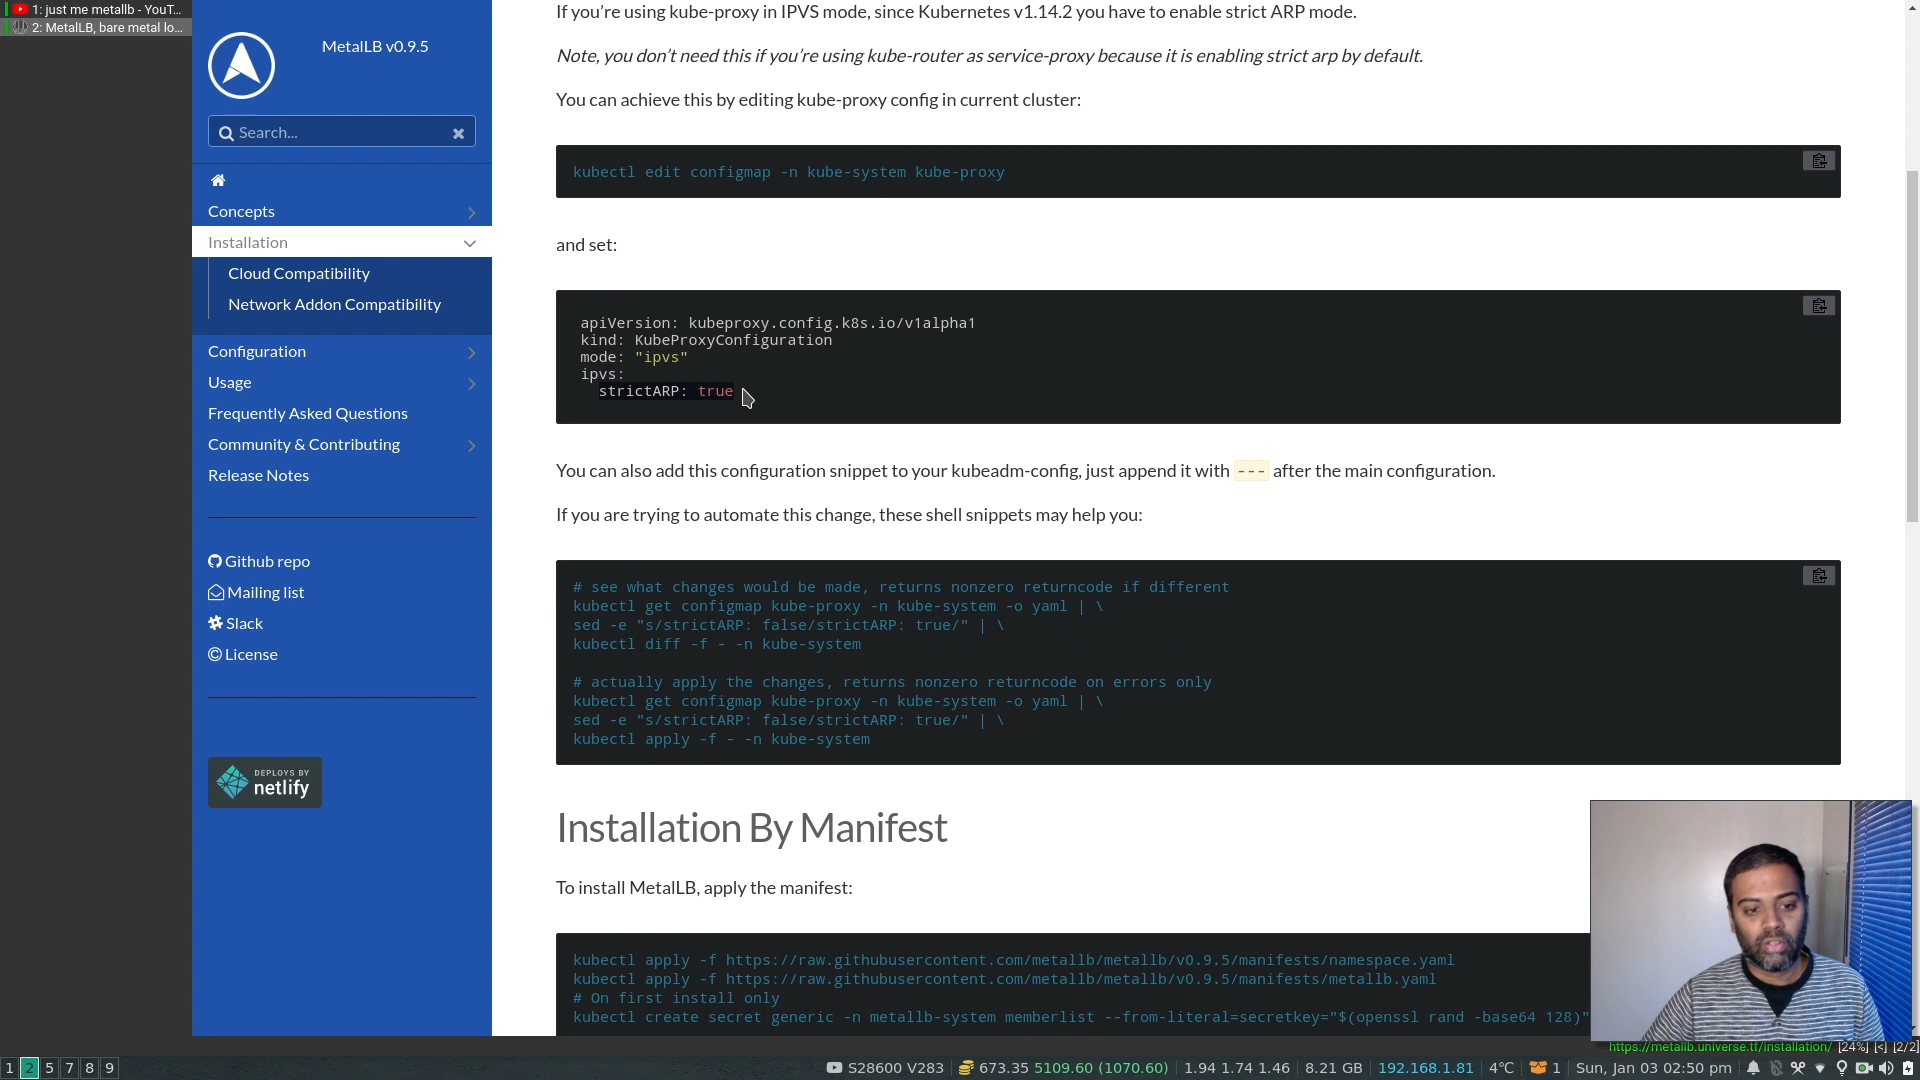 1: just me metallb - YouT...
2: MetalLB, bare metal lo...
MetalLB v0.9.5
Search...
Concepts
Installation
Cloud Compatibility
Network Addon Compatibility
Configuration
Usage
Frequently Asked Questions
Community & Contributing
Release Notes
Github repo
Mailing list
Slack
License
DEPLOYS BY
netlify
If you’re using kube-proxy in IPVS mode, since Kubernetes v1.14.2 you have to enable strict ARP mode.
Note, you don’t need this if you’re using kube-router as service-proxy because it is enabling strict arp by default.
You can achieve this by editing kube-proxy config in current cluster:
kubectl edit configmap -n kube-system kube-proxy
and set:
apiVersion: kubeproxy.config.k8s.io/v1alpha1
kind: KubeProxyConfiguration
mode: "ipvs"
ipvs:
strictARP: true
You can also add this configuration snippet to your kubeadm-config, just append it with --- after the main configuration.
If you are trying to automate this change, these shell snippets may help you:
# see what changes would be made, returns nonzero returncode if different
kubectl get configmap kube-proxy -n kube-system -o yaml | \
sed -e "s/strictARP: false/strictARP: true/" | \
kubectl diff -f - -n kube-system
# actually apply the changes, returns nonzero returncode on errors only
kubectl get configmap kube-proxy -n kube-system -o yaml | \
sed -e "s/strictARP: false/strictARP: true/" | \
kubectl apply -f - -n kube-system
Installation By Manifest
To install MetalLB, apply the manifest:
kubectl apply -f https://raw.githubusercontent.com/metallb/metallb/v0.9.5/manifests/namespace.yaml
kubectl apply -f https://raw.githubusercontent.com/metallb/metallb/v0.9.5/manifests/metallb.yaml
# On first install only
kubectl create secret generic -n metallb-system memberlist --from-literal=secretkey="$(openssl rand -base64 128)"
https://metallb.universe.tf/installation/ [24%] [<] [2/2]
1 2 5 7 8 9
S28600 V283 673.35 5109.60 (1070.60) 1.94 1.74 1.46 8.21 GB 192.168.1.81 4°C 1 Sun, Jan 03 02:50 pm